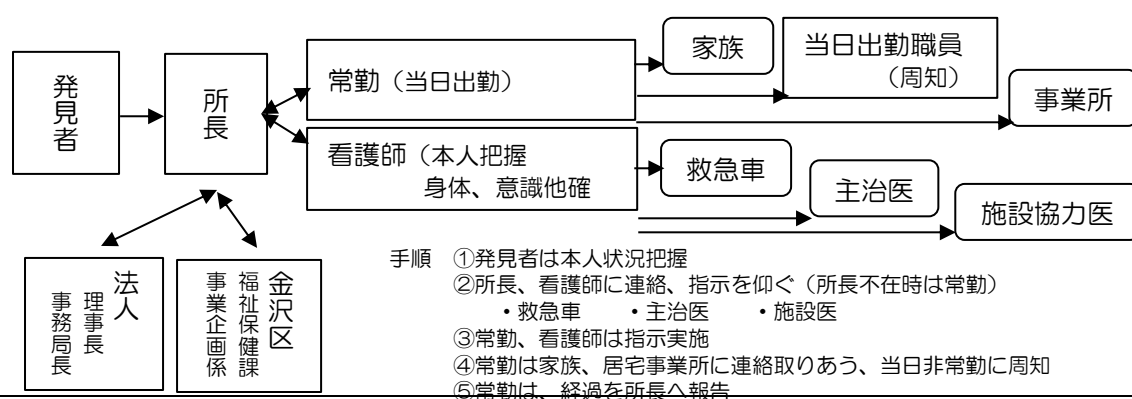 発見者
所長
常勤（当日出勤）
看護師（本人把握
身体、意識他確
家族
当日出勤職員
（周知）
事業所
救急車
主治医
施設協力医
法人
理事長
事務局長
金沢区
福祉保健課
事業企画係
手順　①発見者は本人状況把握
②所長、看護師に連絡、指示を仰ぐ（所長不在時は常勤）
・救急車　・主治医　・施設医
③常勤、看護師は指示実施
④常勤は家族、居宅事業所に連絡取りあう、当日非常勤に周知
⑤常勤は、経過を所長へ報告